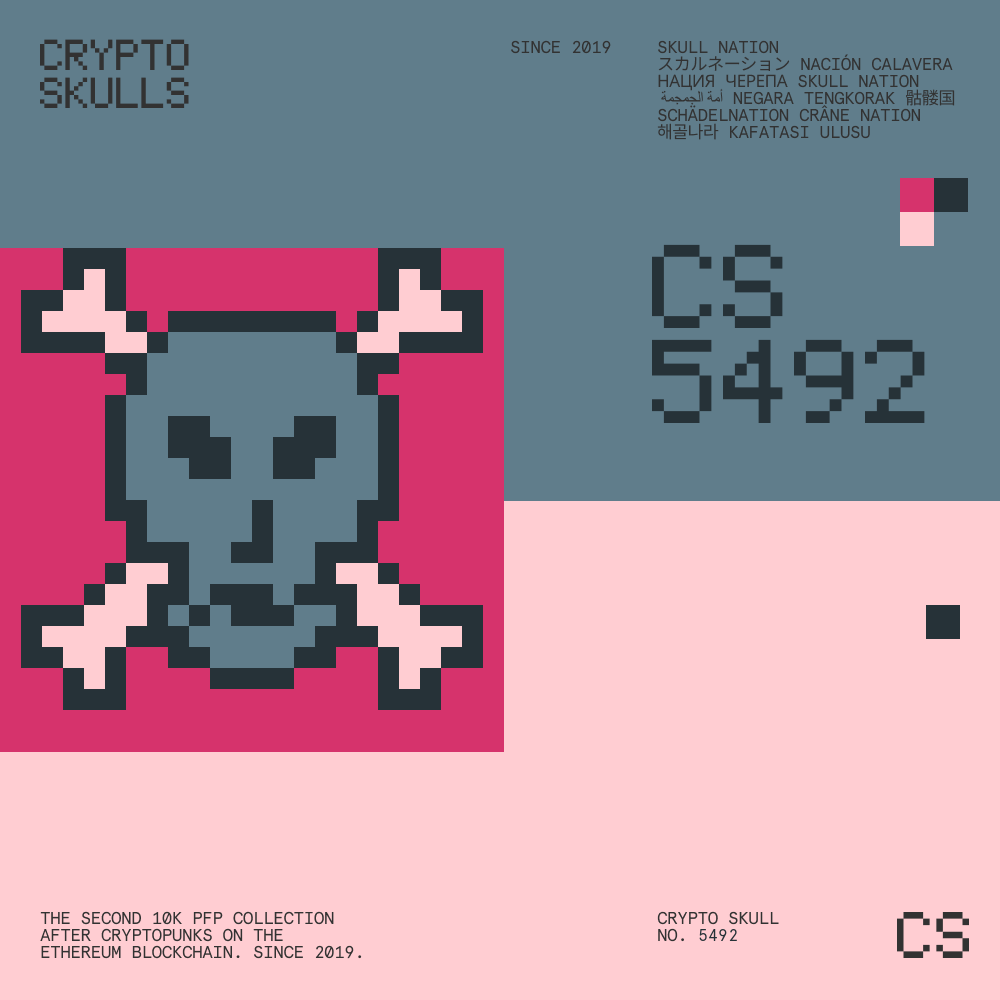 CRYPTO
SKULLS
SINCE 2019
SKULL NATION
スカルネーション NACIÓN CALAVERA
НАЦИЯ ЧЕРЕПА SKULL NATION
أمة الجمجمة NEGARA TENGKORAK 骷髅国
SCHÄDELNATION CRÂNE NATION
해골나라 KAFATASI ULUSU
CS
5492
THE SECOND 10K PFP COLLECTION
AFTER CRYPTOPUNKS ON THE
ETHEREUM BLOCKCHAIN. SINCE 2019.
CRYPTO SKULL
NO. 5492
CS